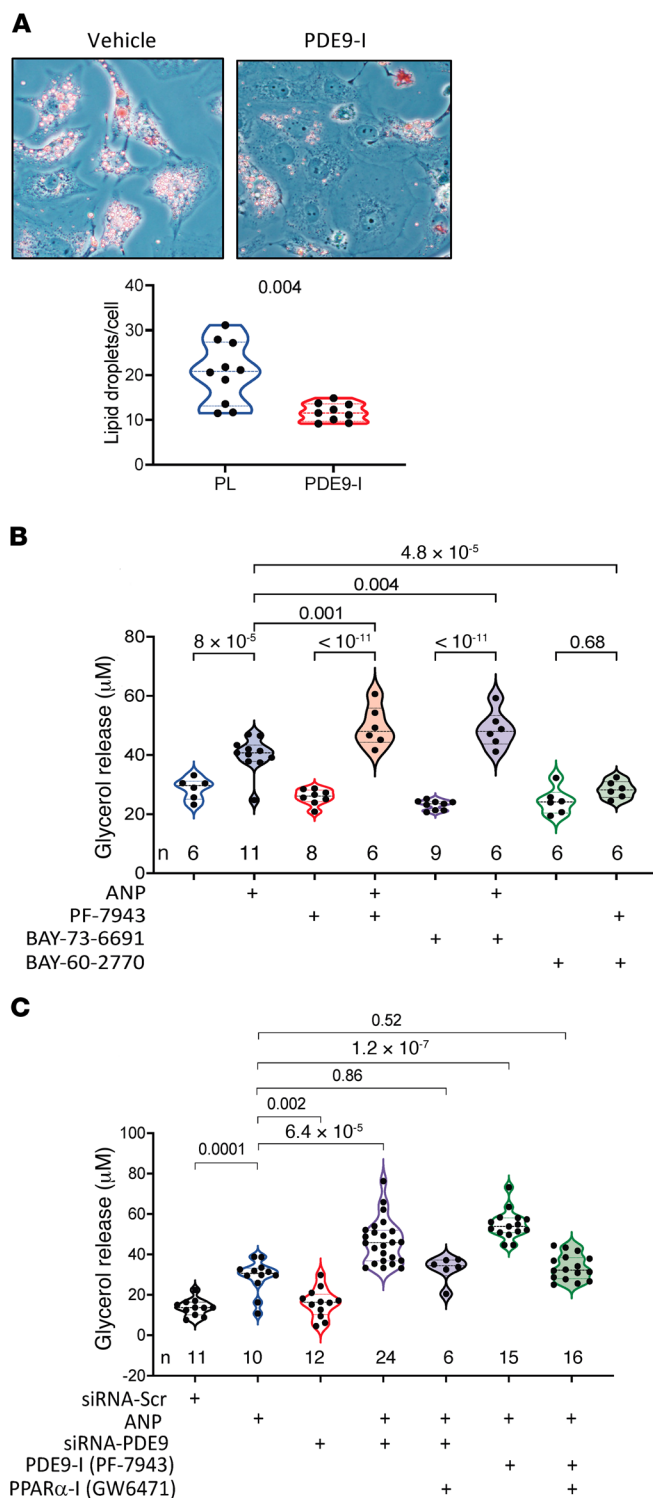 A
Vehicle PDE9-I
40 0.004
30
20
10
0
Lipid droplets/cell
PL PDE9-I
B
4.8 × 10⁻⁵
0.004
0.001
8 × 10⁻⁵ < 10⁻¹¹ < 10⁻¹¹ 0.68
80
60
40
20
0
Glycerol release (μM)
n 6 11 8 6 9 6 6 6
ANP + + +
PF-7943 + + +
BAY-73-6691 + +
BAY-60-2770 + +
C
0.52
1.2 × 10⁻⁷
0.86
0.002
6.4 × 10⁻⁵
0.0001
100
80
60
40
20
0
-20
Glycerol release (μM)
n 11 10 12 24 6 15 16
siRNA-Scr +
ANP + + + + +
siRNA-PDE9 + + +
PDE9-I (PF-7943) + +
PPARα-I (GW6471) + +